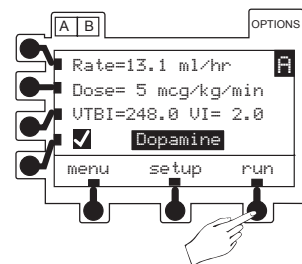 A B
OPTIONS
Rate=13.1 ml/hr A
Dose= 5 mcg/kg/min
VTBI=248.0 VI= 2.0
Dopamine
menu setup run